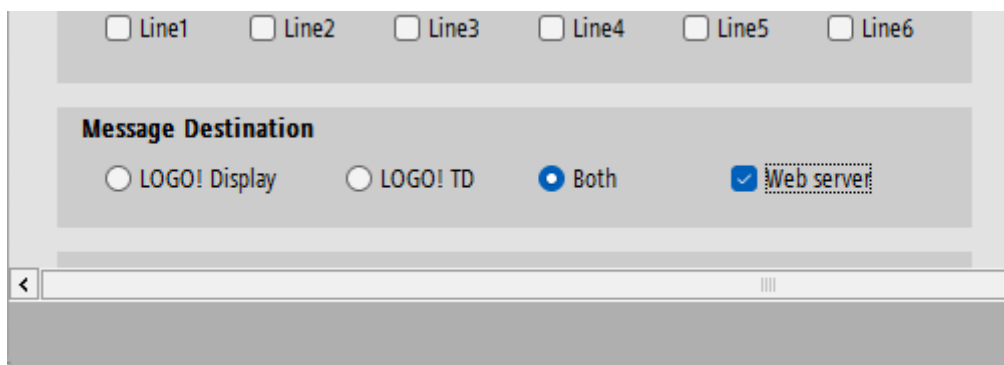 Line1 Line2 Line3 Line4 Line5 Line6
Message Destination
LOGO! Display LOGO! TD Both Web server